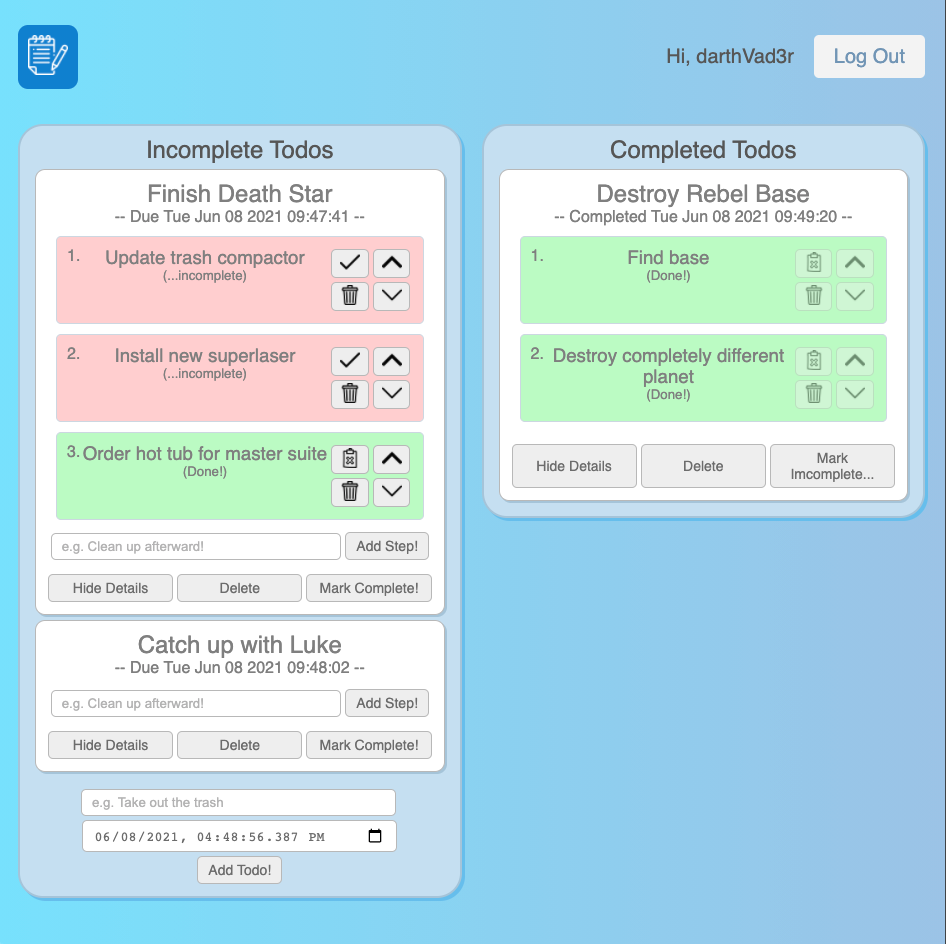 Hi, darthVad3r
Log Out
Incomplete Todos
Finish Death Star
-- Due Tue Jun 08 2021 09:47:41 --
1. Update trash compactor
(...incomplete)
2. Install new superlaser
(...incomplete)
3. Order hot tub for master suite
(Done!)
e.g. Clean up afterward! Add Step!
Hide Details Delete Mark Complete!
Catch up with Luke
-- Due Tue Jun 08 2021 09:48:02 --
e.g. Clean up afterward! Add Step!
Hide Details Delete Mark Complete!
e.g. Take out the trash
06/08/2021, 04:48:56.387 PM
Add Todo!
Completed Todos
Destroy Rebel Base
-- Completed Tue Jun 08 2021 09:49:20 --
1. Find base
(Done!)
2. Destroy completely different
planet
(Done!)
Hide Details Delete Mark
Imcomplete...